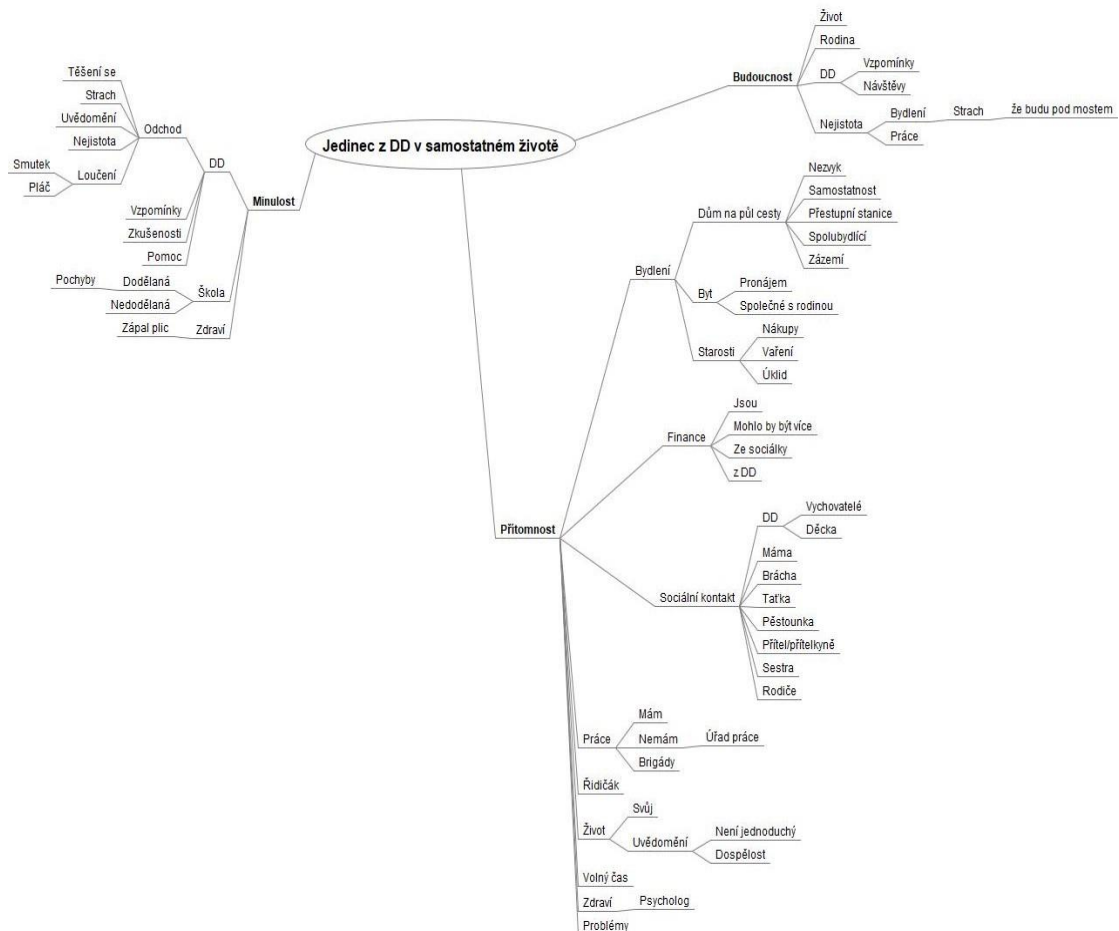 Jedinec z DD v samostatném životě
Minulost
DD
Odchod
Těšení se
Strach
Uvědomění
Nejistota
Loučení
Smutek
Pláč
Vzpomínky
Zkušenosti
Pomoc
Škola
Dodělaná
Pochyby
Nedodělaná
Zdraví
Zápal plic
Budoucnost
Život
Rodina
DD
Vzpomínky
Návštěvy
Nejistota
Bydlení
Strach
že budu pod mostem
Práce
Přítomnost
Bydlení
Dům na půl cesty
Nezvyk
Samostatnost
Přestupní stanice
Spolubydlící
Zázemí
Byt
Pronájem
Společné s rodinou
Starosti
Nákupy
Vaření
Úklid
Finance
Jsou
Mohlo by být více
Ze sociálky
z DD
Sociální kontakt
DD
Vychovatelé
Děcka
Máma
Brácha
Taťka
Pěstounka
Přítel/přítelkyně
Sestra
Rodiče
Práce
Mám
Nemám
Úřad práce
Brigády
Řidičák
Život
Svůj
Uvědomění
Není jednoduchý
Dospělost
Volný čas
Zdraví
Psycholog
Problémy